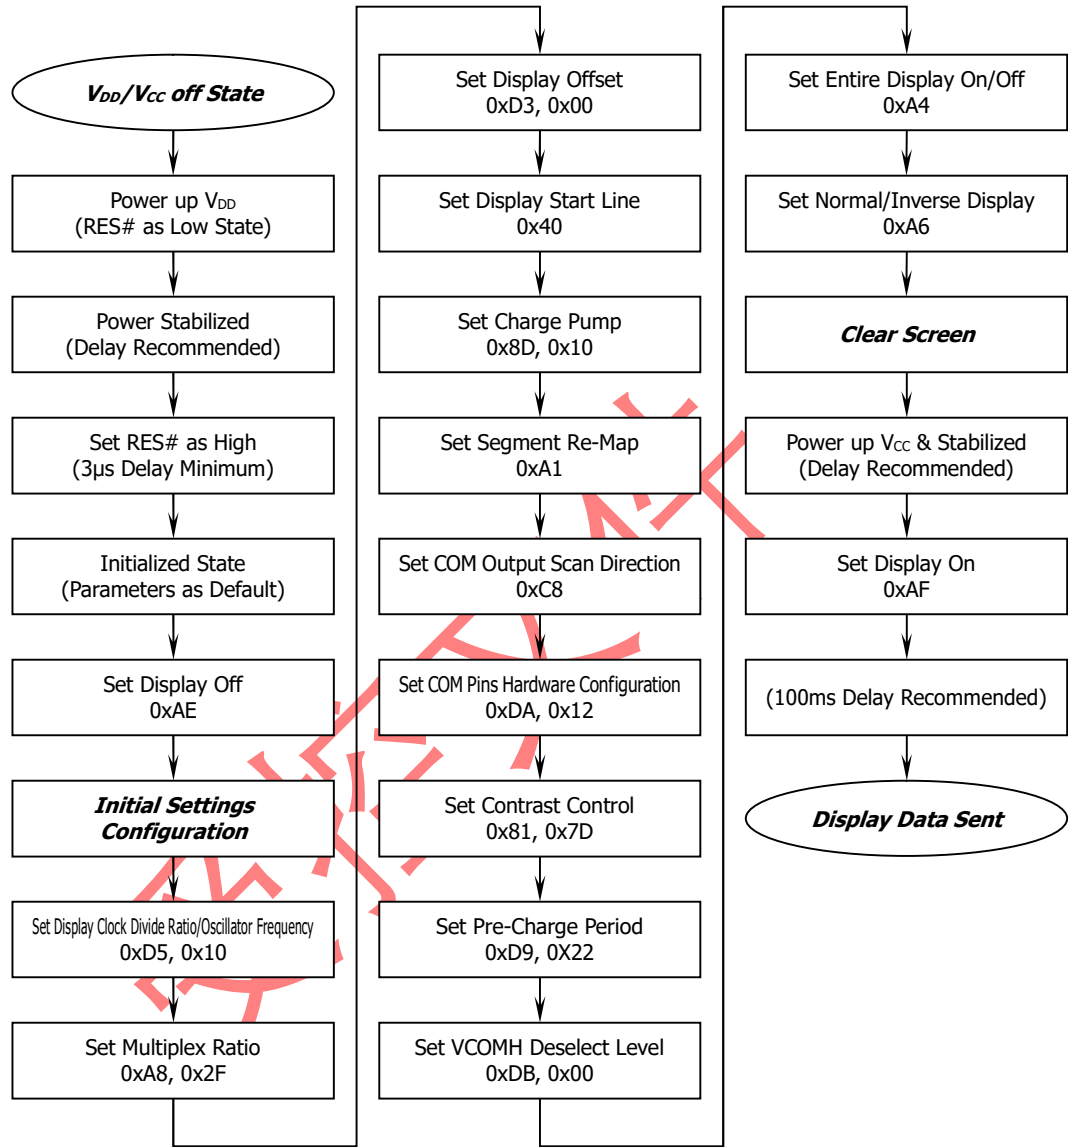 V_DD/V_CC off State
Power up V_DD
(RES# as Low State)
Power Stabilized
(Delay Recommended)
Set RES# as High
(3µs Delay Minimum)
Initialized State
(Parameters as Default)
Set Display Off
0xAE
Initial Settings
Configuration
Set Display Clock Divide Ratio/Oscillator Frequency
0xD5, 0x10
Set Multiplex Ratio
0xA8, 0x2F
Set Display Offset
0xD3, 0x00
Set Display Start Line
0x40
Set Charge Pump
0x8D, 0x10
Set Segment Re-Map
0xA1
Set COM Output Scan Direction
0xC8
Set COM Pins Hardware Configuration
0xDA, 0x12
Set Contrast Control
0x81, 0x7D
Set Pre-Charge Period
0xD9, 0X22
Set VCOMH Deselect Level
0xDB, 0x00
Set Entire Display On/Off
0xA4
Set Normal/Inverse Display
0xA6
Clear Screen
Power up V_CC & Stabilized
(Delay Recommended)
Set Display On
0xAF
(100ms Delay Recommended)
Display Data Sent